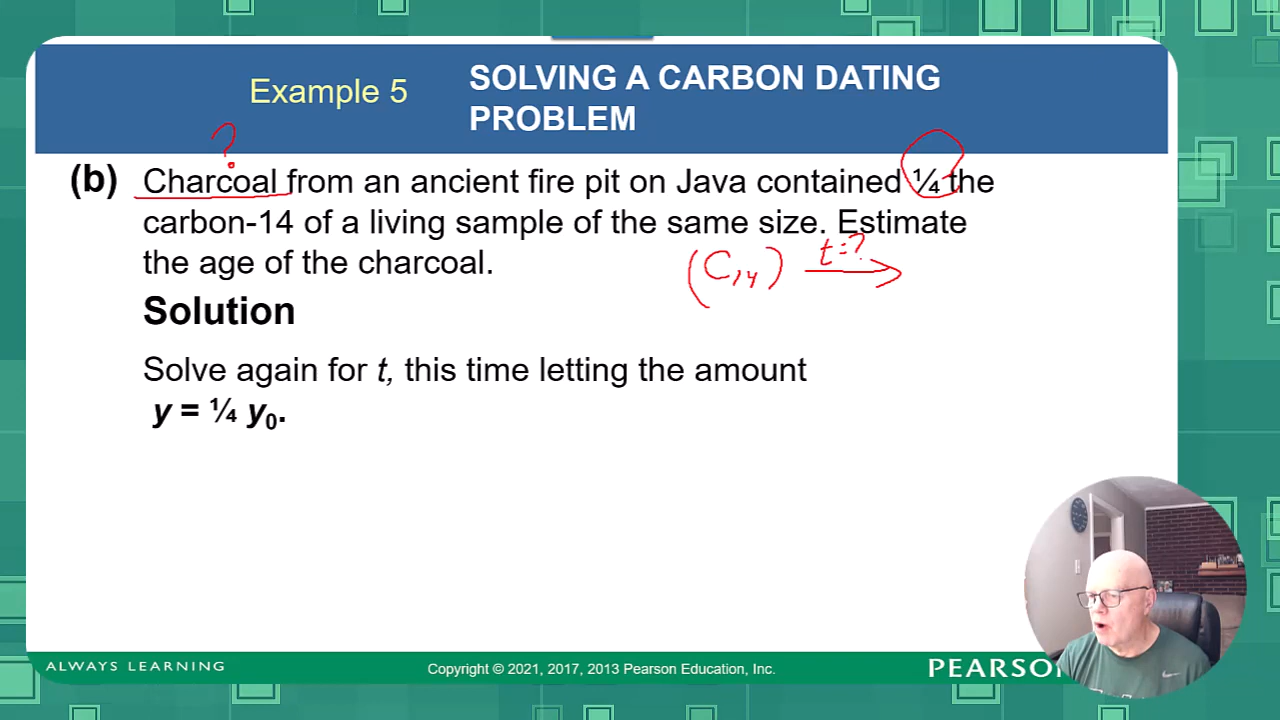 Example 5
SOLVING A CARBON DATING
PROBLEM
?
(b) Charcoal from an ancient fire pit on Java contained ¼ the
carbon-14 of a living sample of the same size. Estimate
the age of the charcoal.
(C14) t=?
Solution
Solve again for t, this time letting the amount
y = ¼ y0.
ALWAYS LEARNING
Copyright © 2021, 2017, 2013 Pearson Education, Inc.
PEARSON